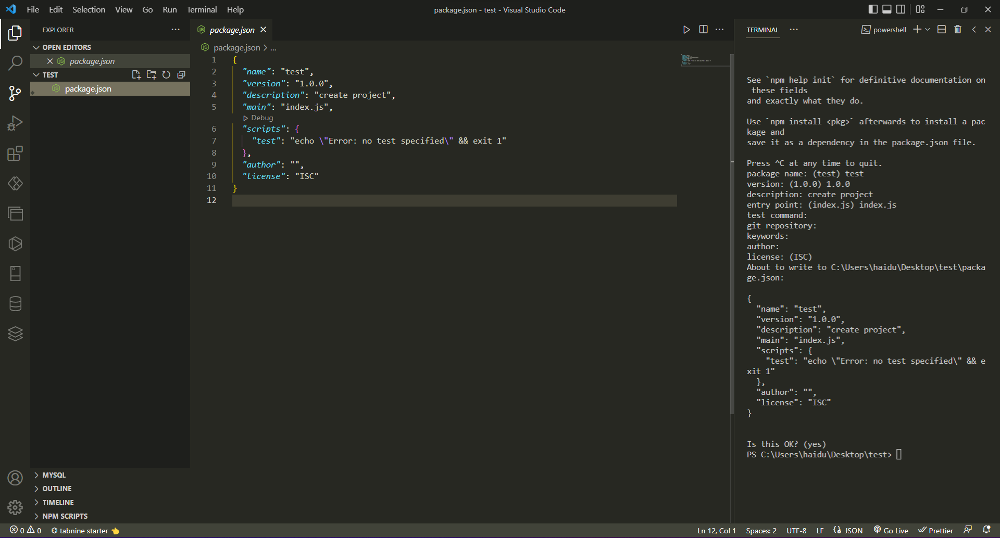 File Edit Selection View Go Run Terminal Help
package.json - test - Visual Studio Code
EXPLORER
OPEN EDITORS
package.json
TEST
package.json
MYSQL
OUTLINE
TIMELINE
NPM SCRIPTS
package.json
package.json > ...
1 {
2 "name": "test",
3 "version": "1.0.0",
4 "description": "create project",
5 "main": "index.js",
Debug
6 "scripts": {
7 "test": "echo \"Error: no test specified\" && exit 1"
8 },
9 "author": "",
10 "license": "ISC"
11 }
12
TERMINAL
powershell
See `npm help init` for definitive documentation on
these fields
and exactly what they do.
Use `npm install <pkg>` afterwards to install a pac
kage and
save it as a dependency in the package.json file.
Press ^C at any time to quit.
package name: (test) test
version: (1.0.0) 1.0.0
description: create project
entry point: (index.js) index.js
test command:
git repository:
keywords:
author:
license: (ISC)
About to write to C:\Users\haidu\Desktop\test\packa
ge.json:
{
"name": "test",
"version": "1.0.0",
"description": "create project",
"main": "index.js",
"scripts": {
"test": "echo \"Error: no test specified\" && e
xit 1"
},
"author": "",
"license": "ISC"
}
Is this OK? (yes)
PS C:\Users\haidu\Desktop\test>
0 0 tabnine starter
Ln 12, Col 1 Spaces: 2 UTF-8 LF JSON Go Live Prettier